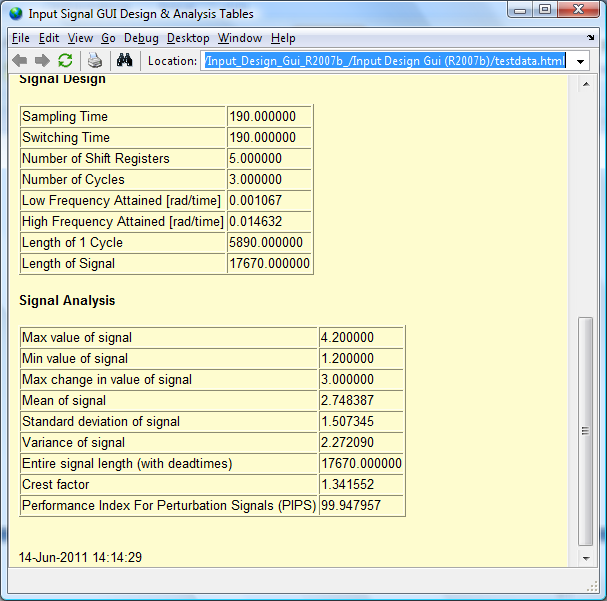 Input Signal GUI Design & Analysis Tables
File Edit View Go Debug Desktop Window Help
Location: /Input_Design_Gui_R2007b_/Input Design Gui (R2007b)/testdata.html
Signal Design
Sampling Time 190.000000
Switching Time 190.000000
Number of Shift Registers 5.000000
Number of Cycles 3.000000
Low Frequency Attained [rad/time] 0.001067
High Frequency Attained [rad/time] 0.014632
Length of 1 Cycle 5890.000000
Length of Signal 17670.000000
Signal Analysis
Max value of signal 4.200000
Min value of signal 1.200000
Max change in value of signal 3.000000
Mean of signal 2.748387
Standard deviation of signal 1.507345
Variance of signal 2.272090
Entire signal length (with deadtimes) 17670.000000
Crest factor 1.341552
Performance Index For Perturbation Signals (PIPS) 99.947957
14-Jun-2011 14:14:29